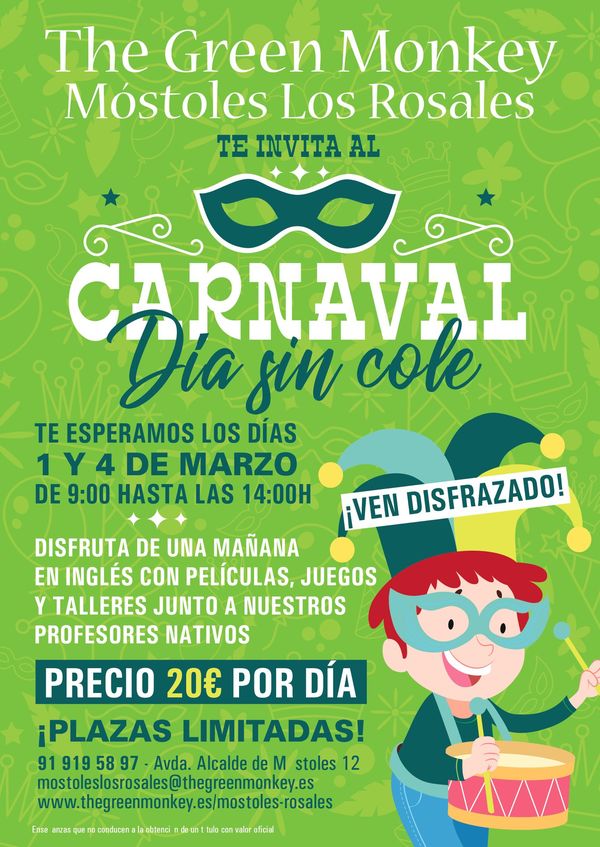 The Green Monkey
Móstoles Los Rosales
TE INVITA AL
CARNAVAL
Día sin cole
TE ESPERAMOS LOS DÍAS
1 Y 4 DE MARZO
DE 9:00 HASTA LAS 14:00H
¡VEN DISFRAZADO!
DISFRUTA DE UNA MAÑANA
EN INGLÉS CON PELÍCULAS, JUEGOS
Y TALLERES JUNTO A NUESTROS
PROFESORES NATIVOS
PRECIO 20€ POR DÍA
¡PLAZAS LIMITADAS!
91 919 58 97 - Avda. Alcalde de M stoles 12
mostoleslosrosales@thegreenmonkey.es
www.thegreenmonkey.es/mostoles-rosales
Ense anzas que no conducen a la obtenci n de un t tulo con valor oficial